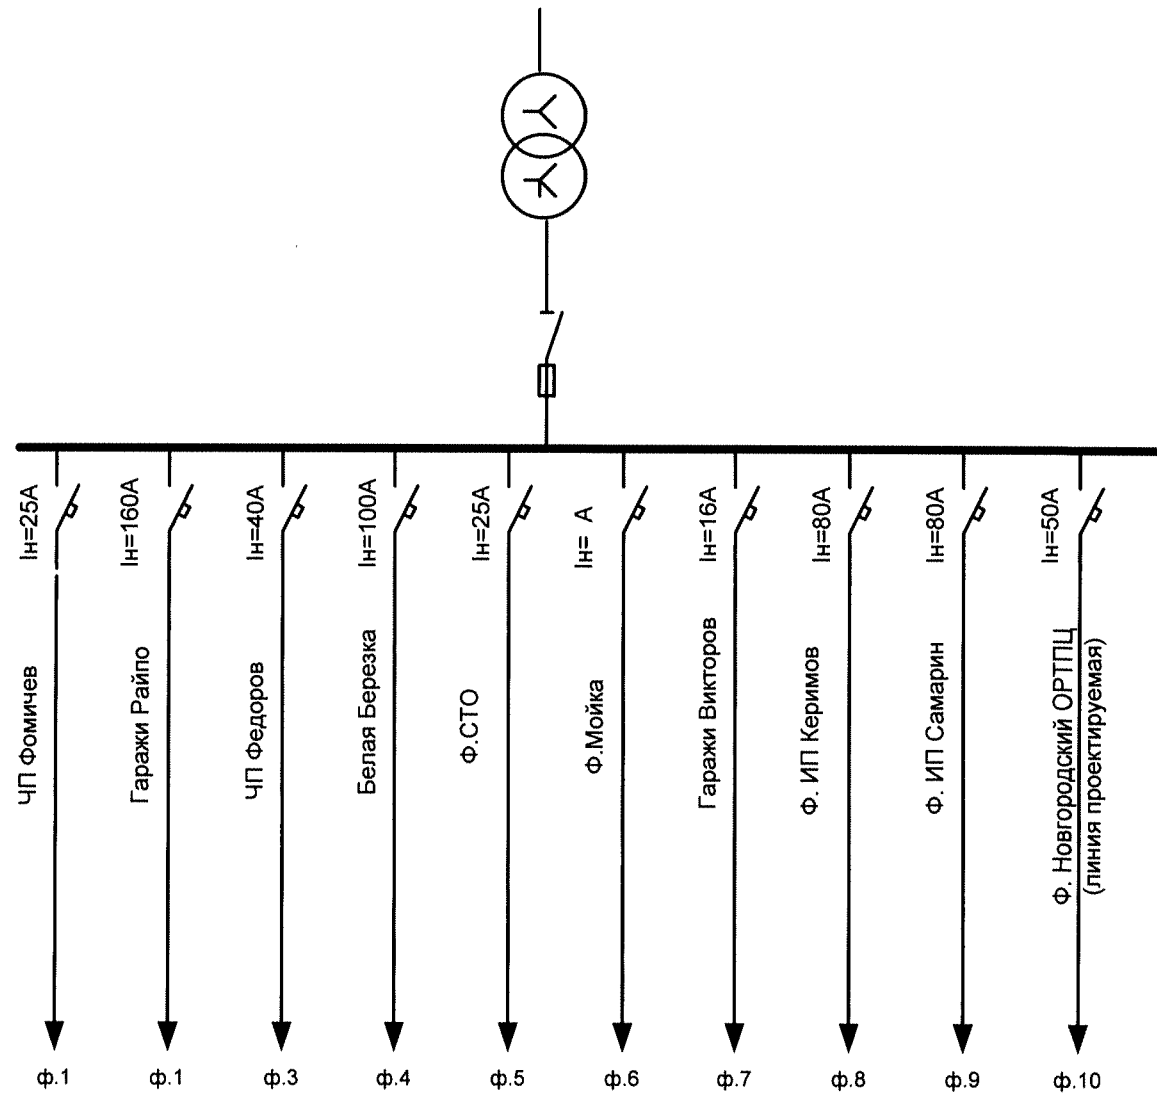 Iн=25А
ЧП Фомичев
Iн=160А
Гаражи Райпо
Iн=40А
ЧП Федоров
Iн=100А
Белая Березка
Iн=25А
Ф.СТО
Iн= А
Ф.Мойка
Iн=16А
Гаражи Викторов
Iн=80А
Ф. ИП Керимов
Iн=80А
Ф. ИП Самарин
Iн=50А
Ф. Новгородский ОРТПЦ
(линия проектируемая)
ф.1
ф.1
ф.3
ф.4
ф.5
ф.6
ф.7
ф.8
ф.9
ф.10